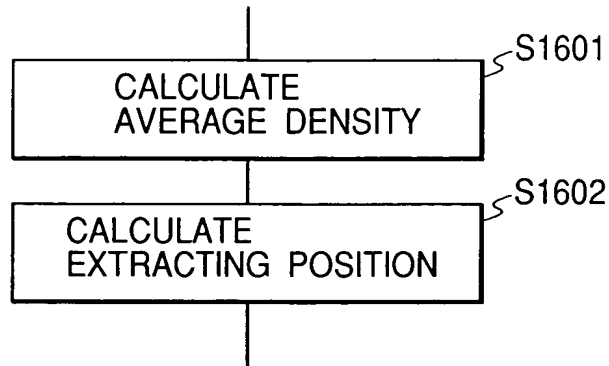 S1601
CALCULATE
AVERAGE DENSITY
S1602
CALCULATE
EXTRACTING POSITION